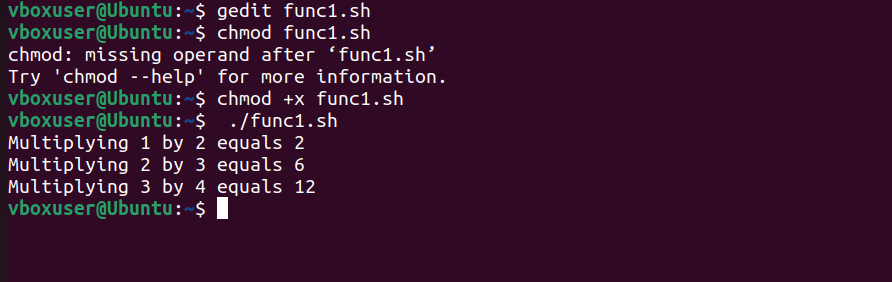 vboxuser@Ubuntu:~$ gedit func1.sh
vboxuser@Ubuntu:~$ chmod func1.sh
chmod: missing operand after ‘func1.sh’
Try 'chmod --help' for more information.
vboxuser@Ubuntu:~$ chmod +x func1.sh
vboxuser@Ubuntu:~$  ./func1.sh
Multiplying 1 by 2 equals 2
Multiplying 2 by 3 equals 6
Multiplying 3 by 4 equals 12
vboxuser@Ubuntu:~$